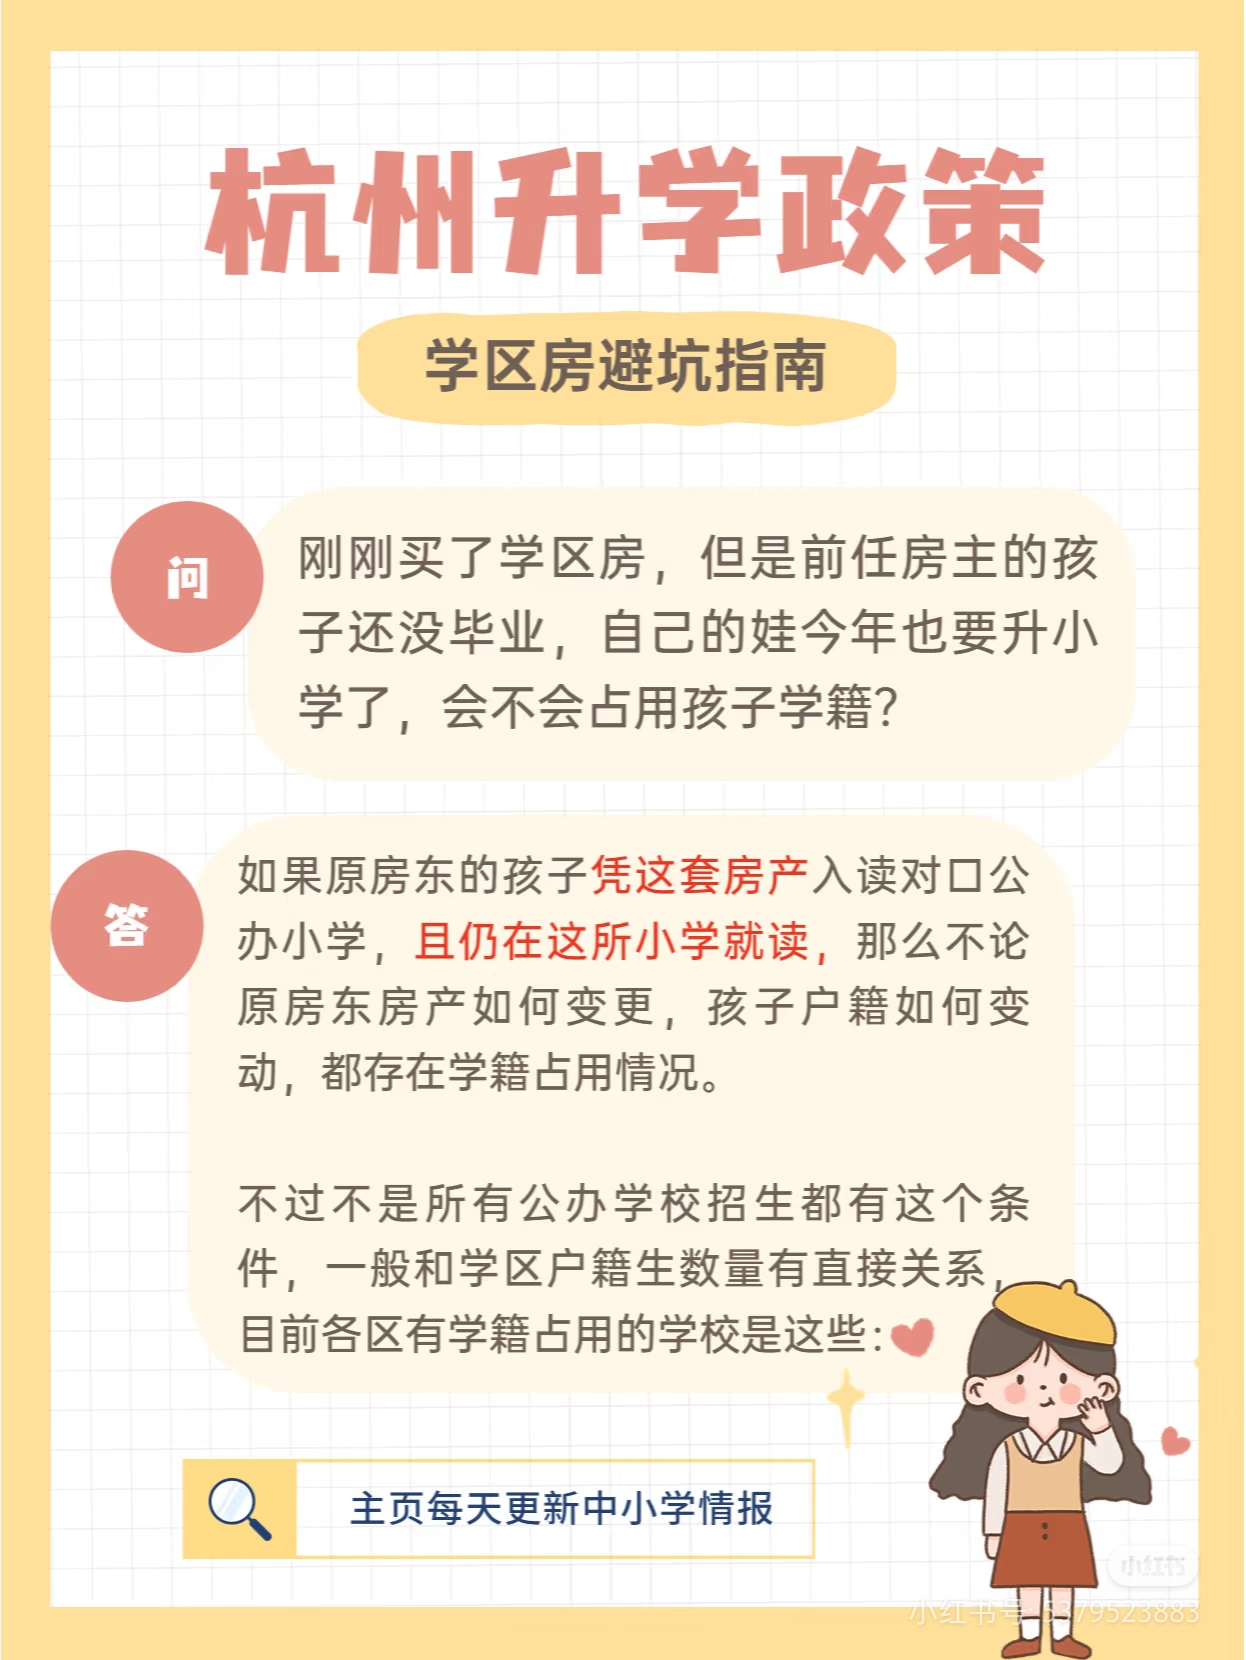 杭州升学政策
学区房避坑指南
问
刚刚买了学区房，但是前任房主的孩
子还没毕业，自己的娃今年也要升小
学了，会不会占用孩子学籍？
答
如果原房东的孩子凭这套房产入读对口公
办小学，且仍在这所小学就读，那么不论
原房东房产如何变更，孩子户籍如何变
动，都存在学籍占用情况。
不过不是所有公办学校招生都有这个条
件，一般和学区户籍生数量有直接关系，
目前各区有学籍占用的学校是这些：
主页每天更新中小学情报
小红书
小红书号：5379523883